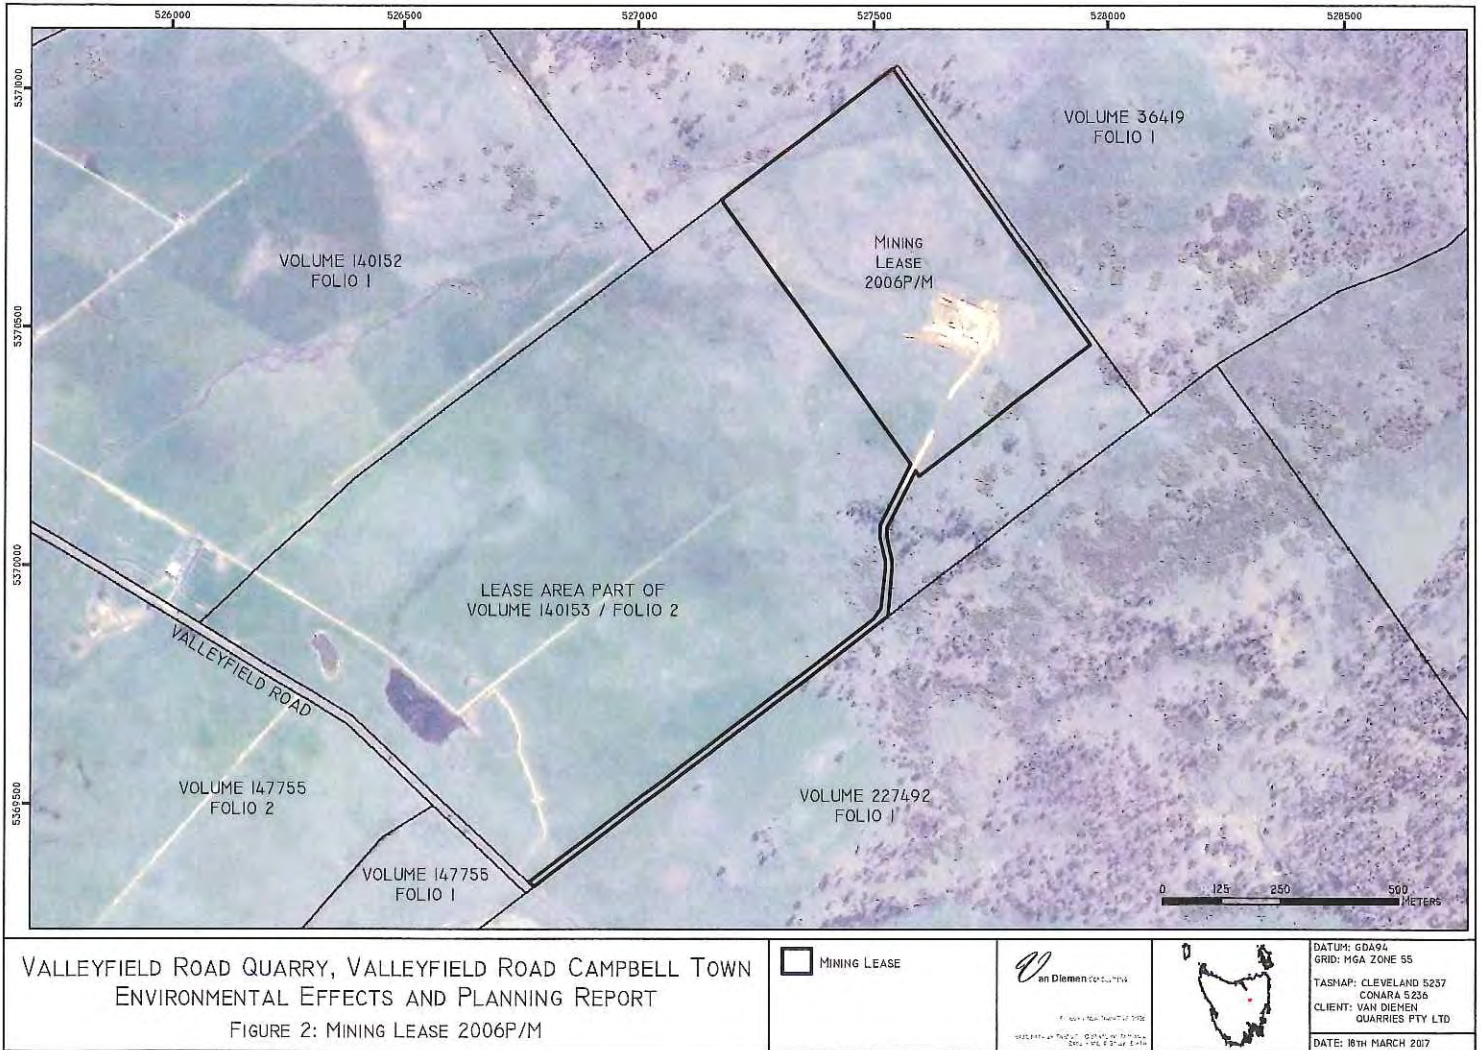 526000
526500
527000
527500
528000
528500
5371000
5370500
5370000
5369500
VOLUME 36419
FOLIO 1
VOLUME 140152
FOLIO 1
MINING
LEASE
2006P/M
LEASE AREA PART OF
VOLUME 140153 / FOLIO 2
VALLEYFIELD ROAD
VOLUME 147755
FOLIO 2
VOLUME 227492
FOLIO 1
VOLUME 147755
FOLIO 1
0 125 250 500
METERS
VALLEYFIELD ROAD QUARRY, VALLEYFIELD ROAD CAMPBELL TOWN
ENVIRONMENTAL EFFECTS AND PLANNING REPORT
FIGURE 2: MINING LEASE 2006P/M
MINING LEASE
Van Diemen
DATUM: GDA94
GRID: MGA ZONE 55
TASMAP: CLEVELAND 5237
CONARA 5236
CLIENT: VAN DIEMEN
QUARRIES PTY LTD
DATE: 18TH MARCH 2017